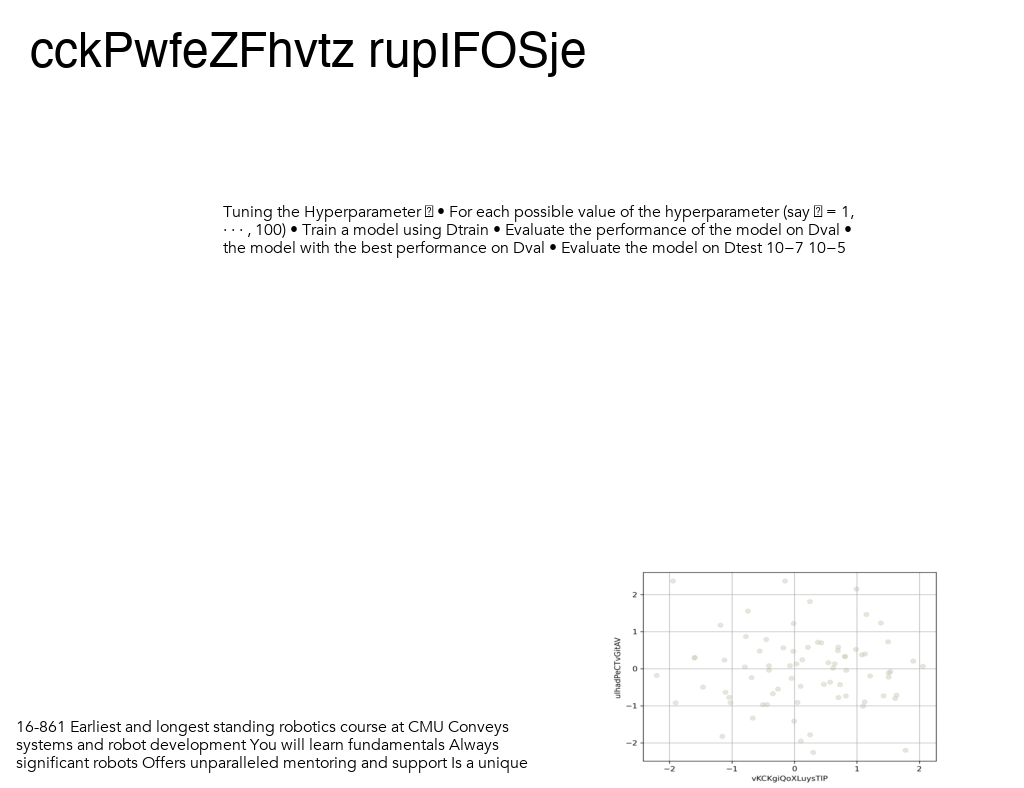 cckPwfeZFhvtz rupIFOSje
Tuning the Hyperparameter • For each possible value of the hyperparameter (say = 1,
· · · , 100) • Train a model using Dtrain • Evaluate the performance of the model on Dval •
the model with the best performance on Dval • Evaluate the model on Dtest 10−7 10−5
2
1
0
−1
−2
ulhadPeCTvGitAV
−2 −1 0 1 2
vKCKgiQoXLuysTIP
16-861 Earliest and longest standing robotics course at CMU Conveys
systems and robot development You will learn fundamentals Always
significant robots Offers unparalleled mentoring and support Is a unique